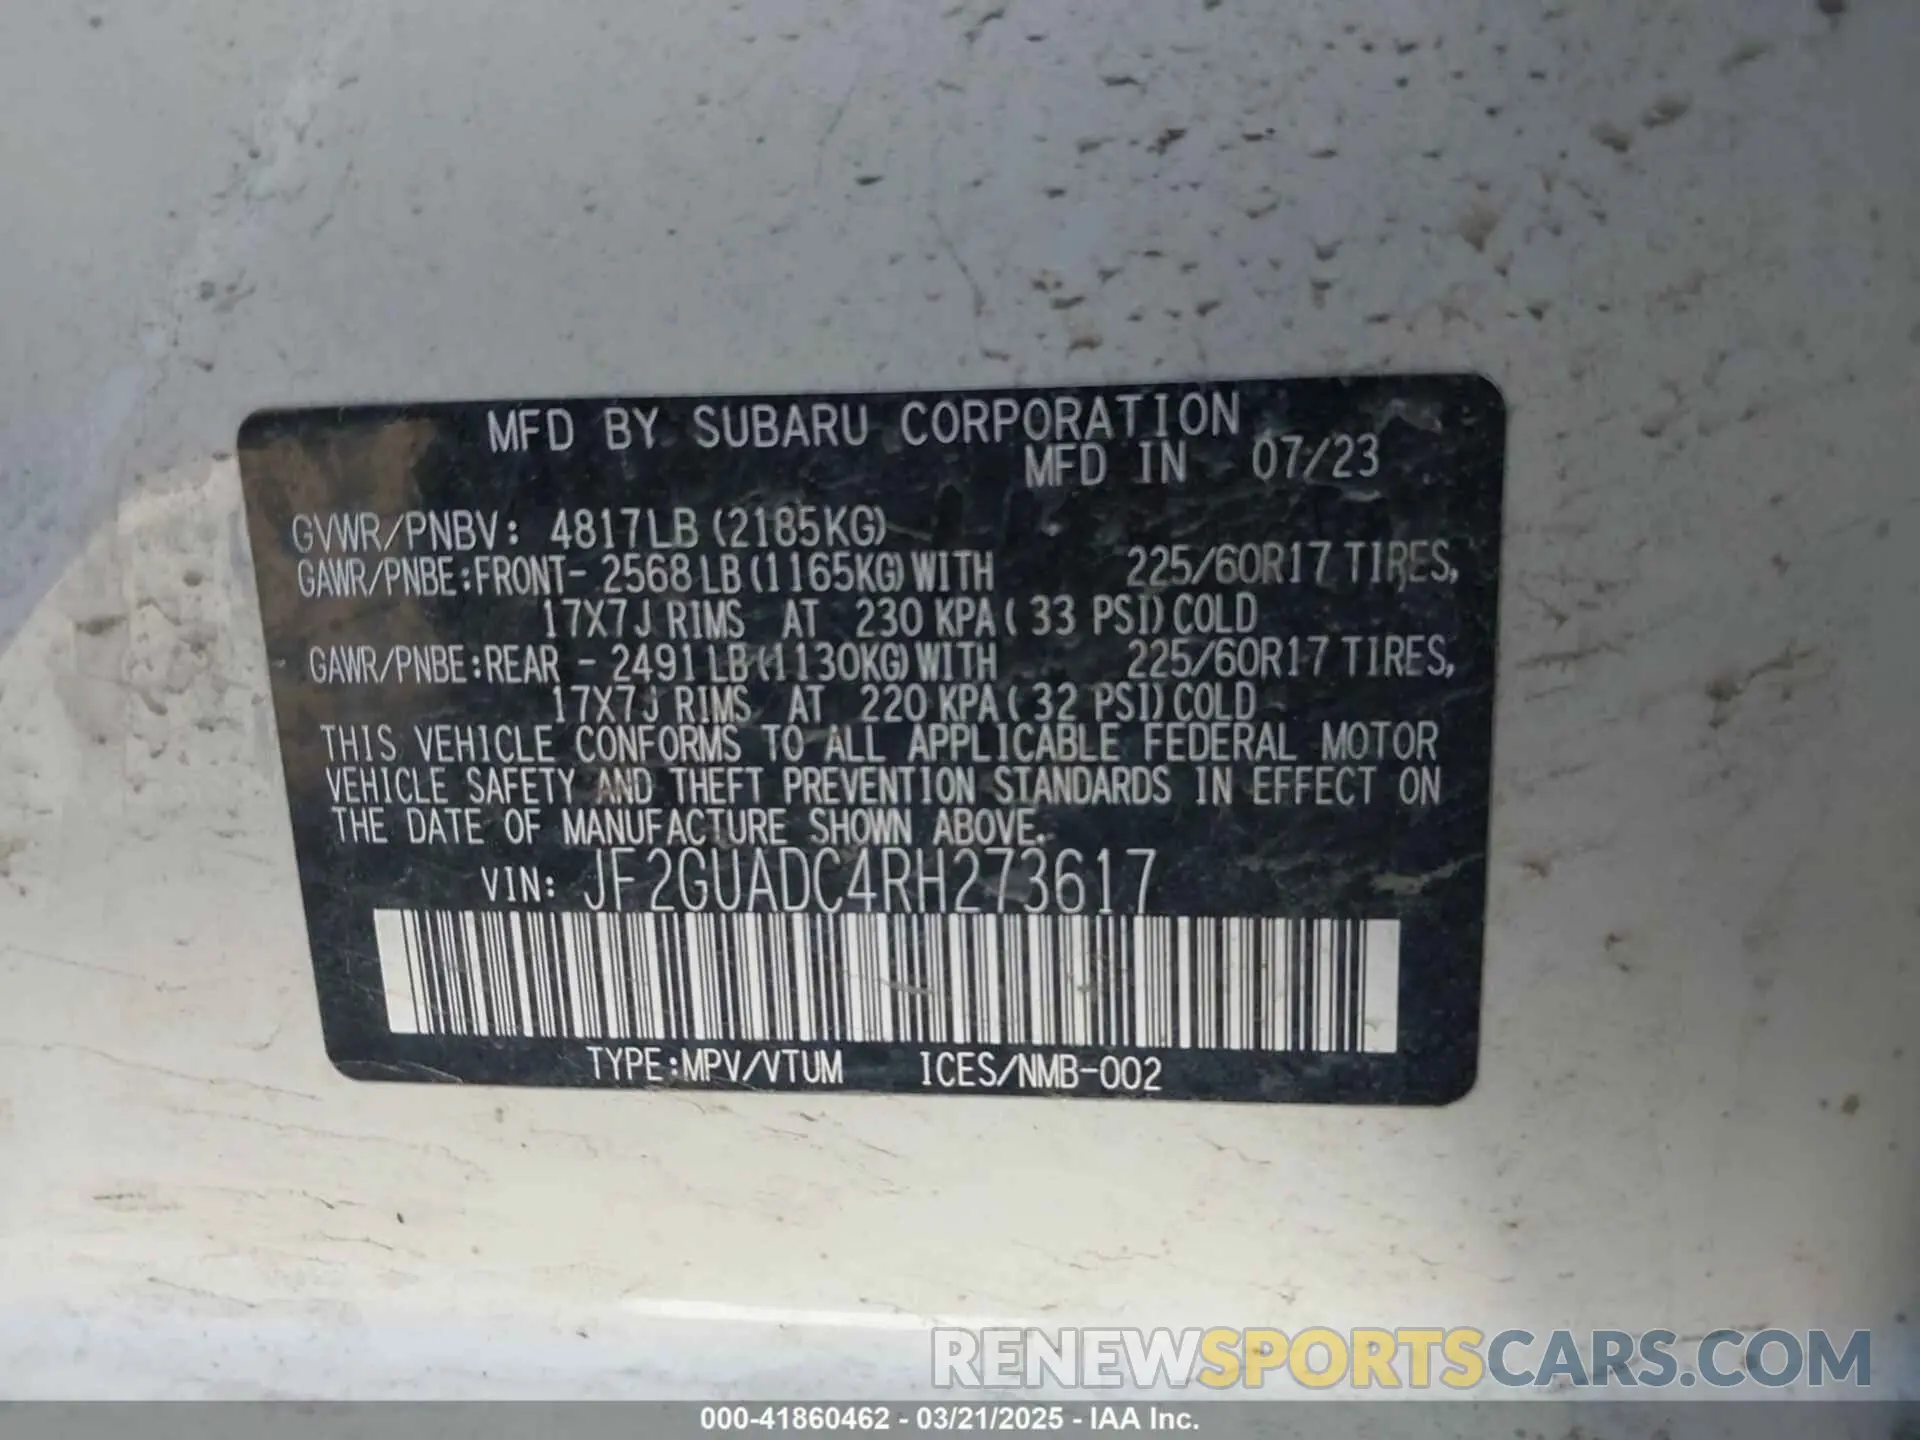 MFD BY SUBARU CORPORATION
MFD IN 07/23
GVWR/PNBV: 4817LB(2185KG)
GAWR/PNBE:FRONT- 2568LB(1165KG)WITH 225/60R17 TIRES,
17X7J RIMS AT 230 KPA( 33 PSI)COLD
GAWR/PNBE:REAR - 2491LB(1130KG)WITH 225/60R17 TIRES,
17X7J RIMS AT 220 KPA( 32 PSI)COLD
THIS VEHICLE CONFORMS TO ALL APPLICABLE FEDERAL MOTOR
VEHICLE SAFETY AND THEFT PREVENTION STANDARDS IN EFFECT ON
THE DATE OF MANUFACTURE SHOWN ABOVE.
VIN: JF2GUADC4RH273617
TYPE:MPV/VTUM ICES/NMB-002
RENEWSPORTSCARS.COM
000-41860462 - 03/21/2025 - IAA Inc.